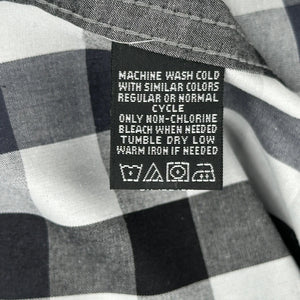 MACHINE WASH COLD
WITH SIMILAR COLORS
REGULAR OR NORMAL
CYCLE
ONLY NON-CHLORINE
BLEACH WHEN NEEDED
TUMBLE DRY LOW
WARM IRON IF NEEDED